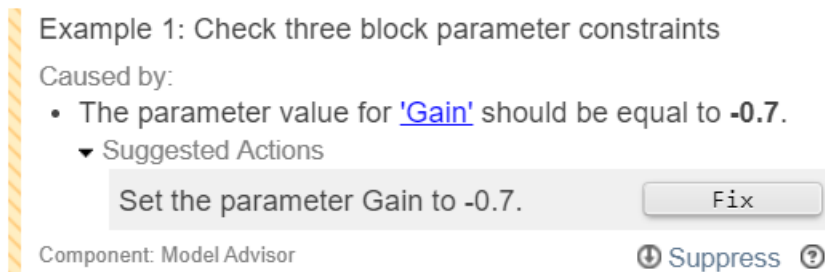 Example 1: Check three block parameter constraints
Caused by:
• The parameter value for 'Gain' should be equal to -0.7.
Suggested Actions
Set the parameter Gain to -0.7. Fix
Component: Model Advisor Suppress ?